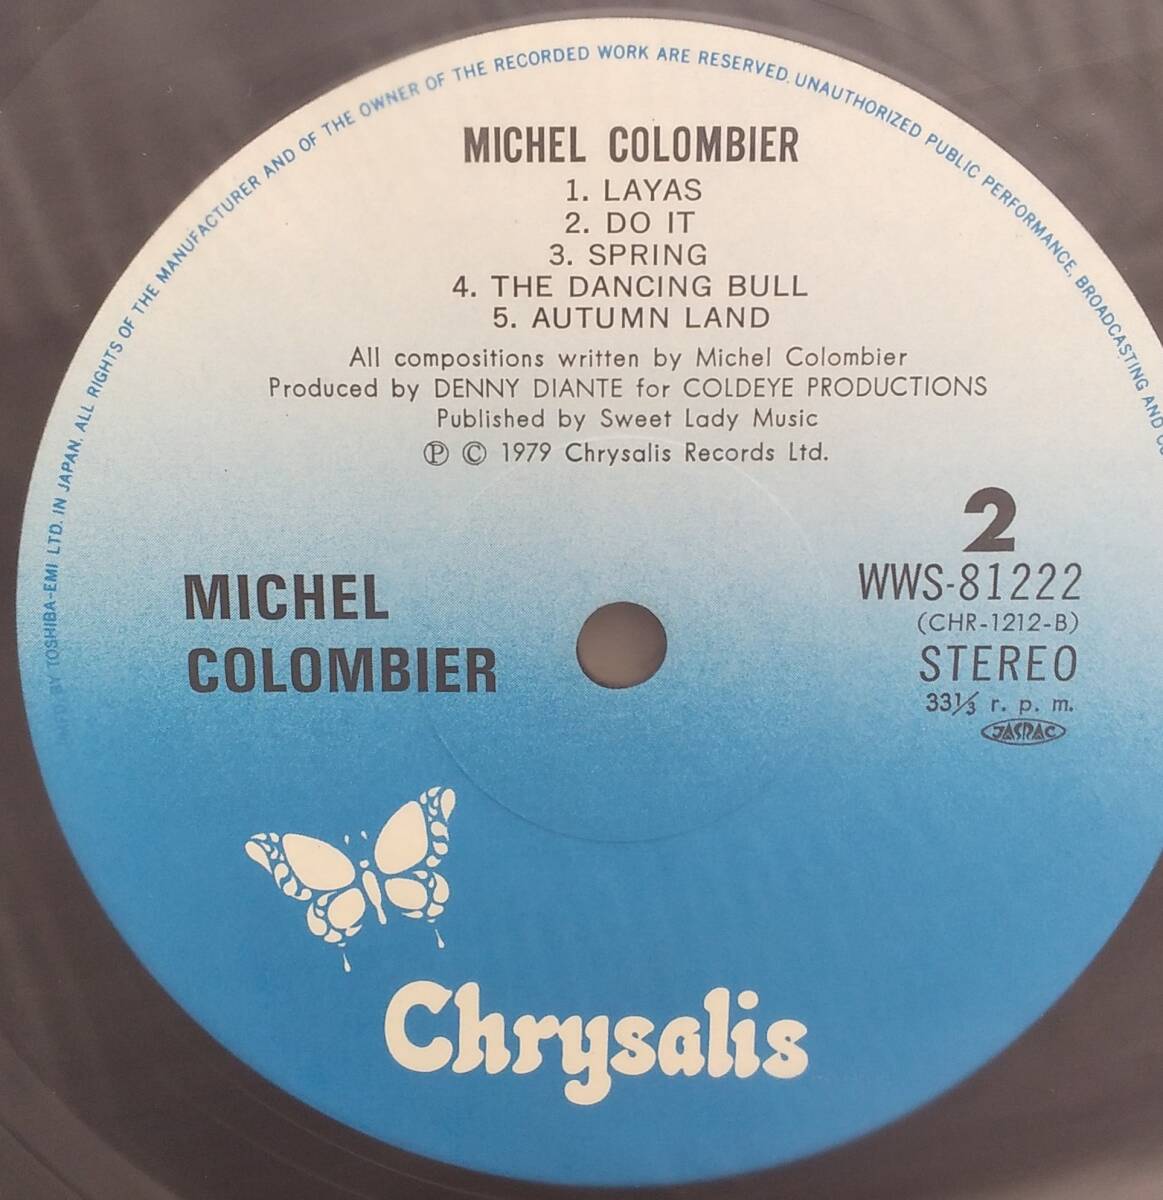 MFD BY TOSHIBA-EMI LTD. IN JAPAN. ALL RIGHTS OF THE MANUFACTURER AND OF THE OWNER OF THE RECORDED WORK ARE RESERVED. UNAUTHORIZED PUBLIC PERFORMANCE, BROADCASTING AND
MICHEL COLOMBIER
1. LAYAS
2. DO IT
3. SPRING
4. THE DANCING BULL
5. AUTUMN LAND
All compositions written by Michel Colombier
Produced by DENNY DIANTE for COLDEYE PRODUCTIONS
Published by Sweet Lady Music
Ⓟ © 1979 Chrysalis Records Ltd.
2
WWS-81222
(CHR-1212-B)
STEREO
33⅓ r. p. m.
JASRAC
MICHEL
COLOMBIER
Chrysalis